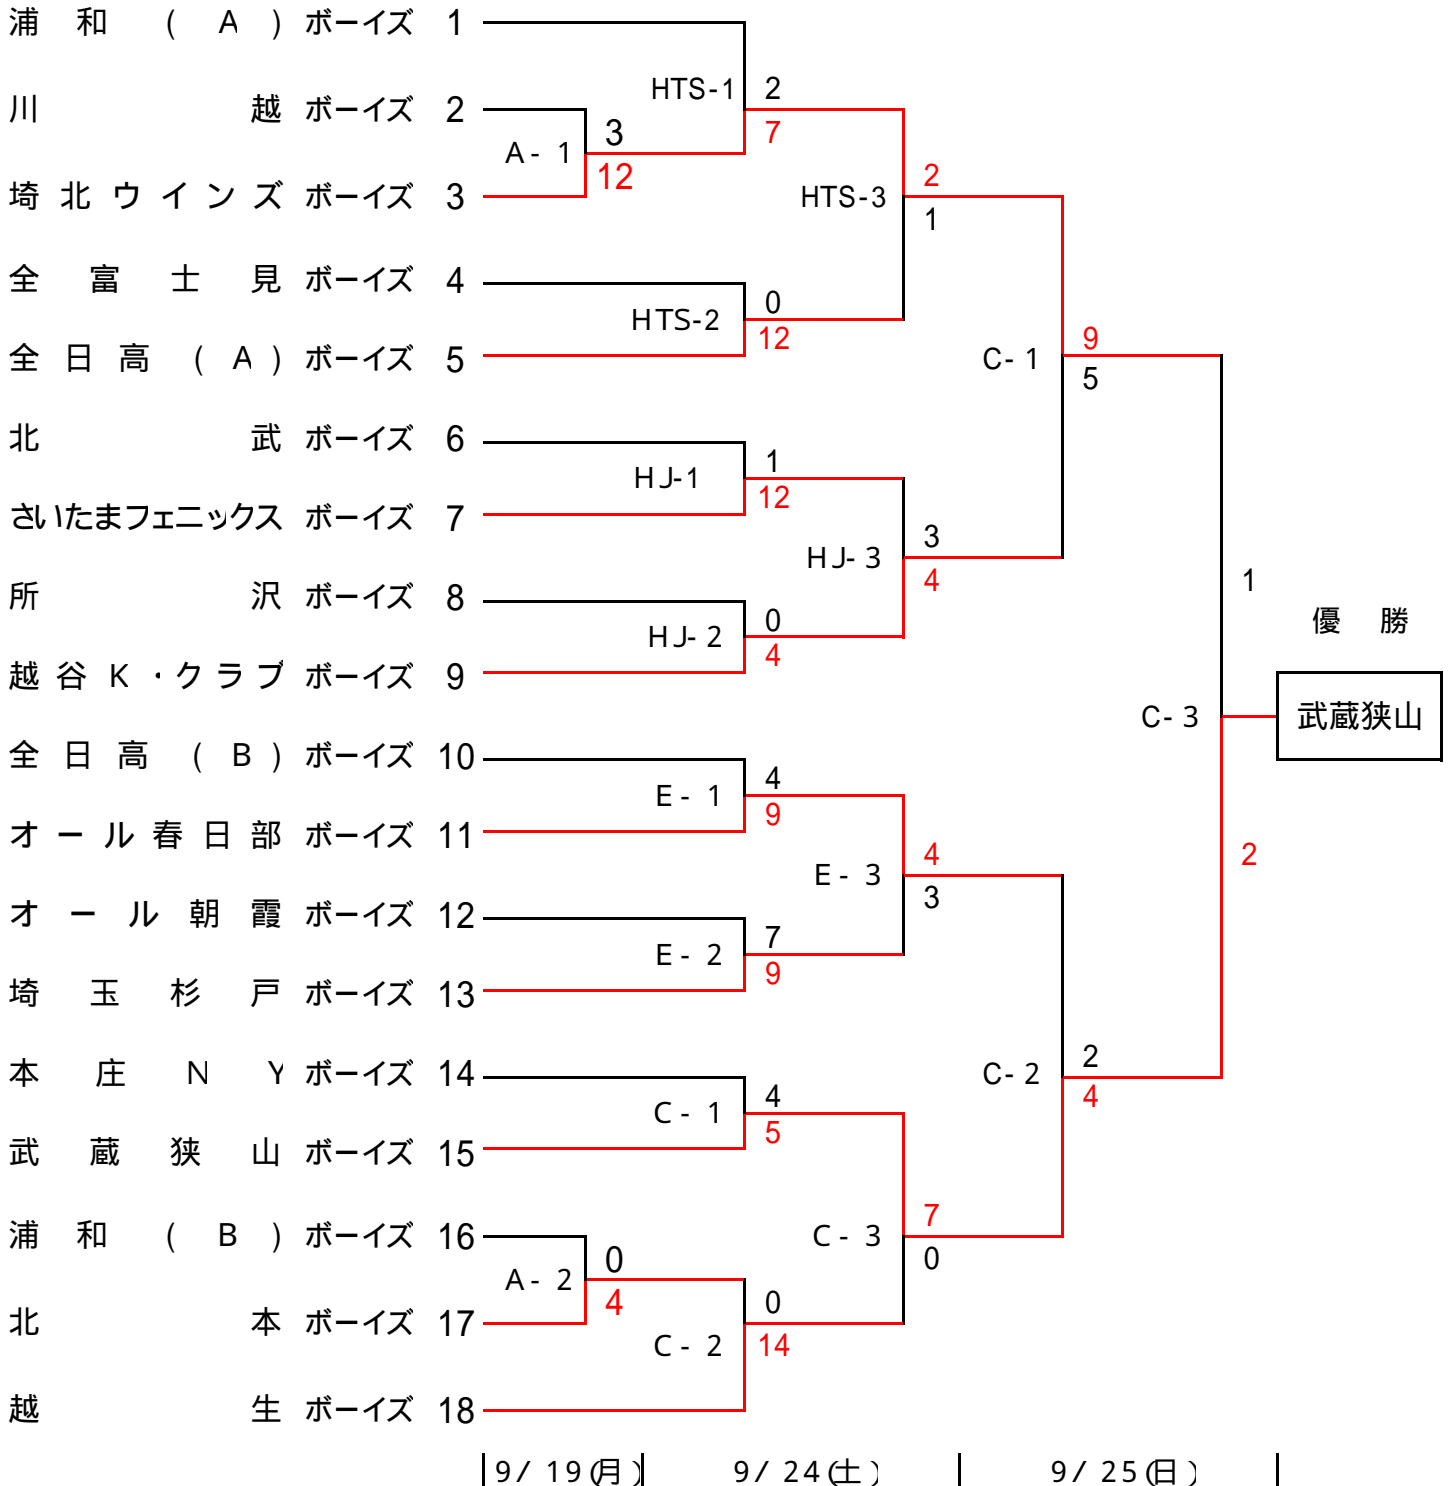 浦和(A)ボーイズ 1
HTS-1 2
川越ボーイズ 2
3
7
A-1
12
2
埼北ウインズボーイズ 3
HTS-3
1
全富士見ボーイズ 4
0
HTS-2
12
9
全日高(A)ボーイズ 5
C-1
5
北武ボーイズ 6
1
HJ-1
12
さいたまフェニックスボーイズ 7
3
HJ-3
4
1
所沢ボーイズ 8
0
優勝
HJ-2
4
越谷K・クラブボーイズ 9
C-3
武蔵狭山
全日高(B)ボーイズ 10
4
E-1
9
オール春日部ボーイズ 11
4
2
E-3
3
オール朝霞ボーイズ 12
7
E-2
9
埼玉杉戸ボーイズ 13
2
本庄NYボーイズ 14
C-2
4
4
C-1
5
武蔵狭山ボーイズ 15
7
浦和(B)ボーイズ 16
C-3
0
0
A-2
4
0
北本ボーイズ 17
C-2
14
越生ボーイズ 18
9/19(月) 9/24(土) 9/25(日)